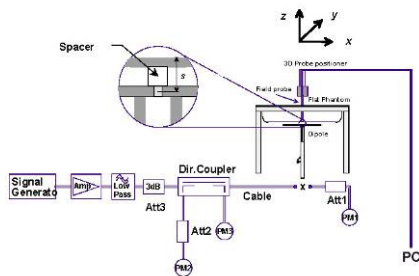 z
y
x
Spacer
s
3D Probe positioner
Field probe
Flat Phantom
Dipole
Signal
Generato
Amp
Low
Pass
3dB
Att3
Dir.Coupler
Cable
x
Att1
PM1
Att2
PM3
PM2
PC